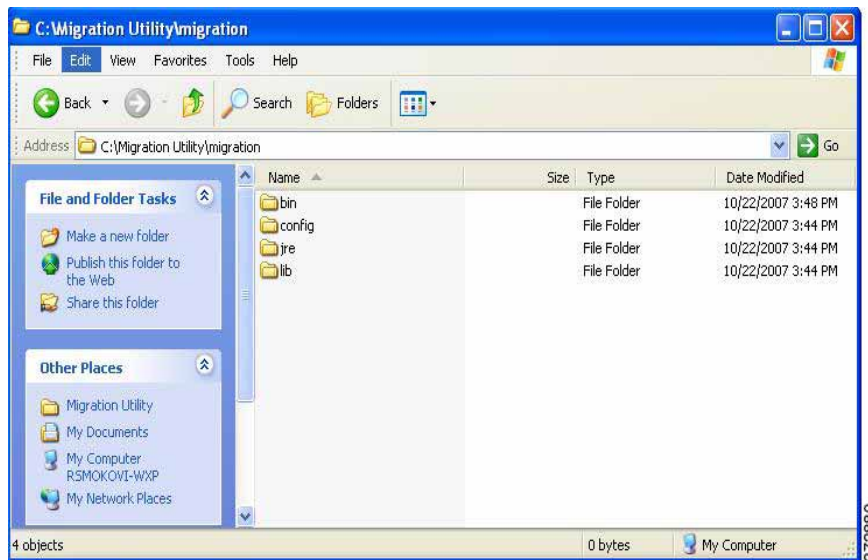 C:\Migration Utility\migration
File Edit View Favorites Tools Help
Back Search Folders
Address C:\Migration Utility\migration Go
Name Size Type Date Modified
File and Folder Tasks
Make a new folder
Publish this folder to
the Web
Share this folder
Other Places
Migration Utility
My Documents
My Computer
RSMOKOVI-WXP
My Network Places
bin File Folder 10/22/2007 3:48 PM
config File Folder 10/22/2007 3:44 PM
jre File Folder 10/22/2007 3:44 PM
lib File Folder 10/22/2007 3:44 PM
4 objects 0 bytes My Computer